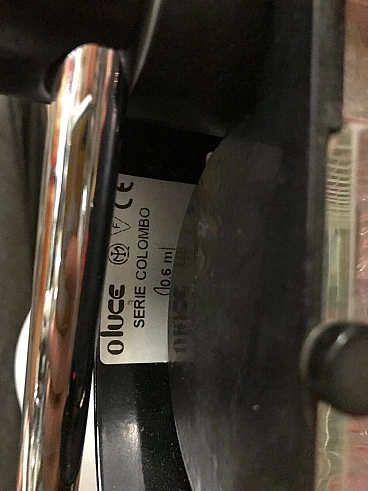 oluce
SERIE COLOMBO
0,6 m
F
CE